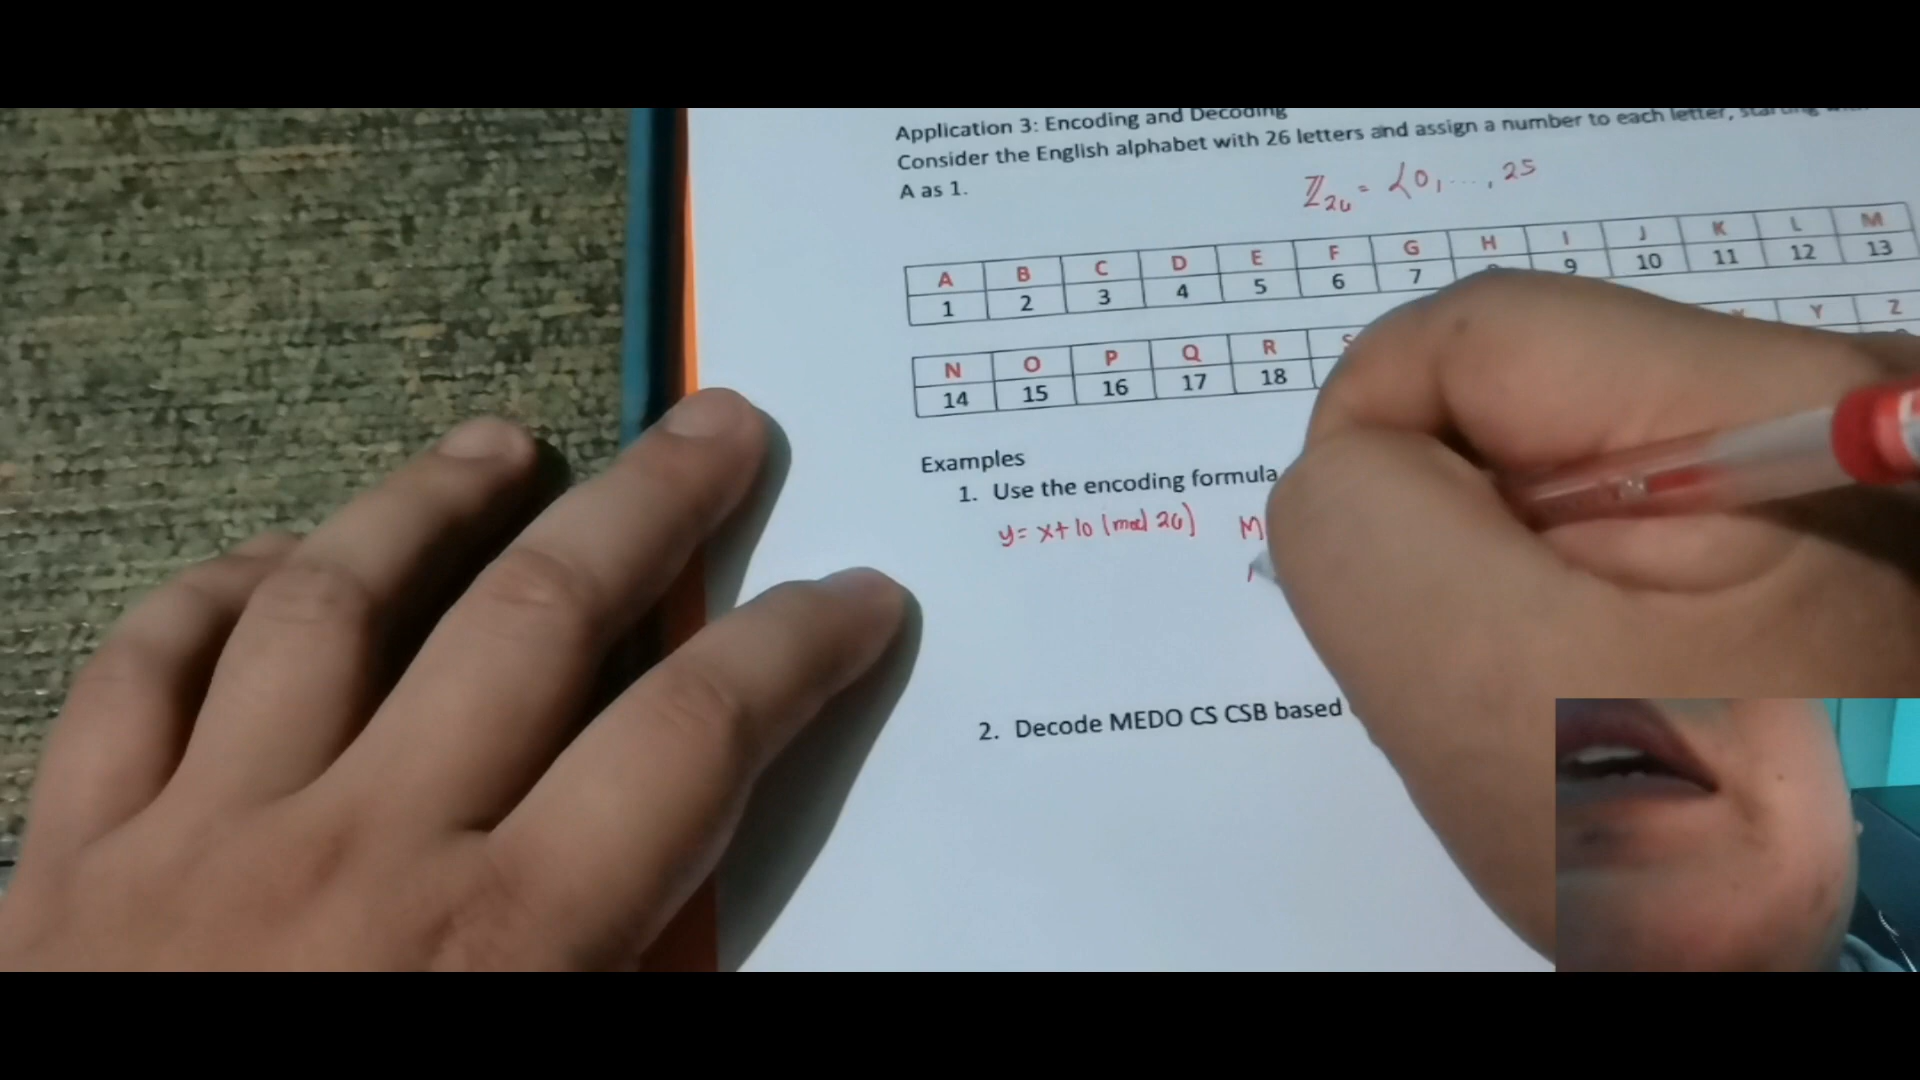 Application 3: Encoding and Decoding
Consider the English alphabet with 26 letters and assign a number to each letter, starting
A as 1.
Z₂₆ = {0, ..., 25
A B C D E F G H I J K L M
1 2 3 4 5 6 7 9 10 11 12 13
N O P Q R S Y Z
14 15 16 17 18
Examples
1. Use the encoding formula
y = x + 10 (mod 26) M
2. Decode MEDO CS CSB based